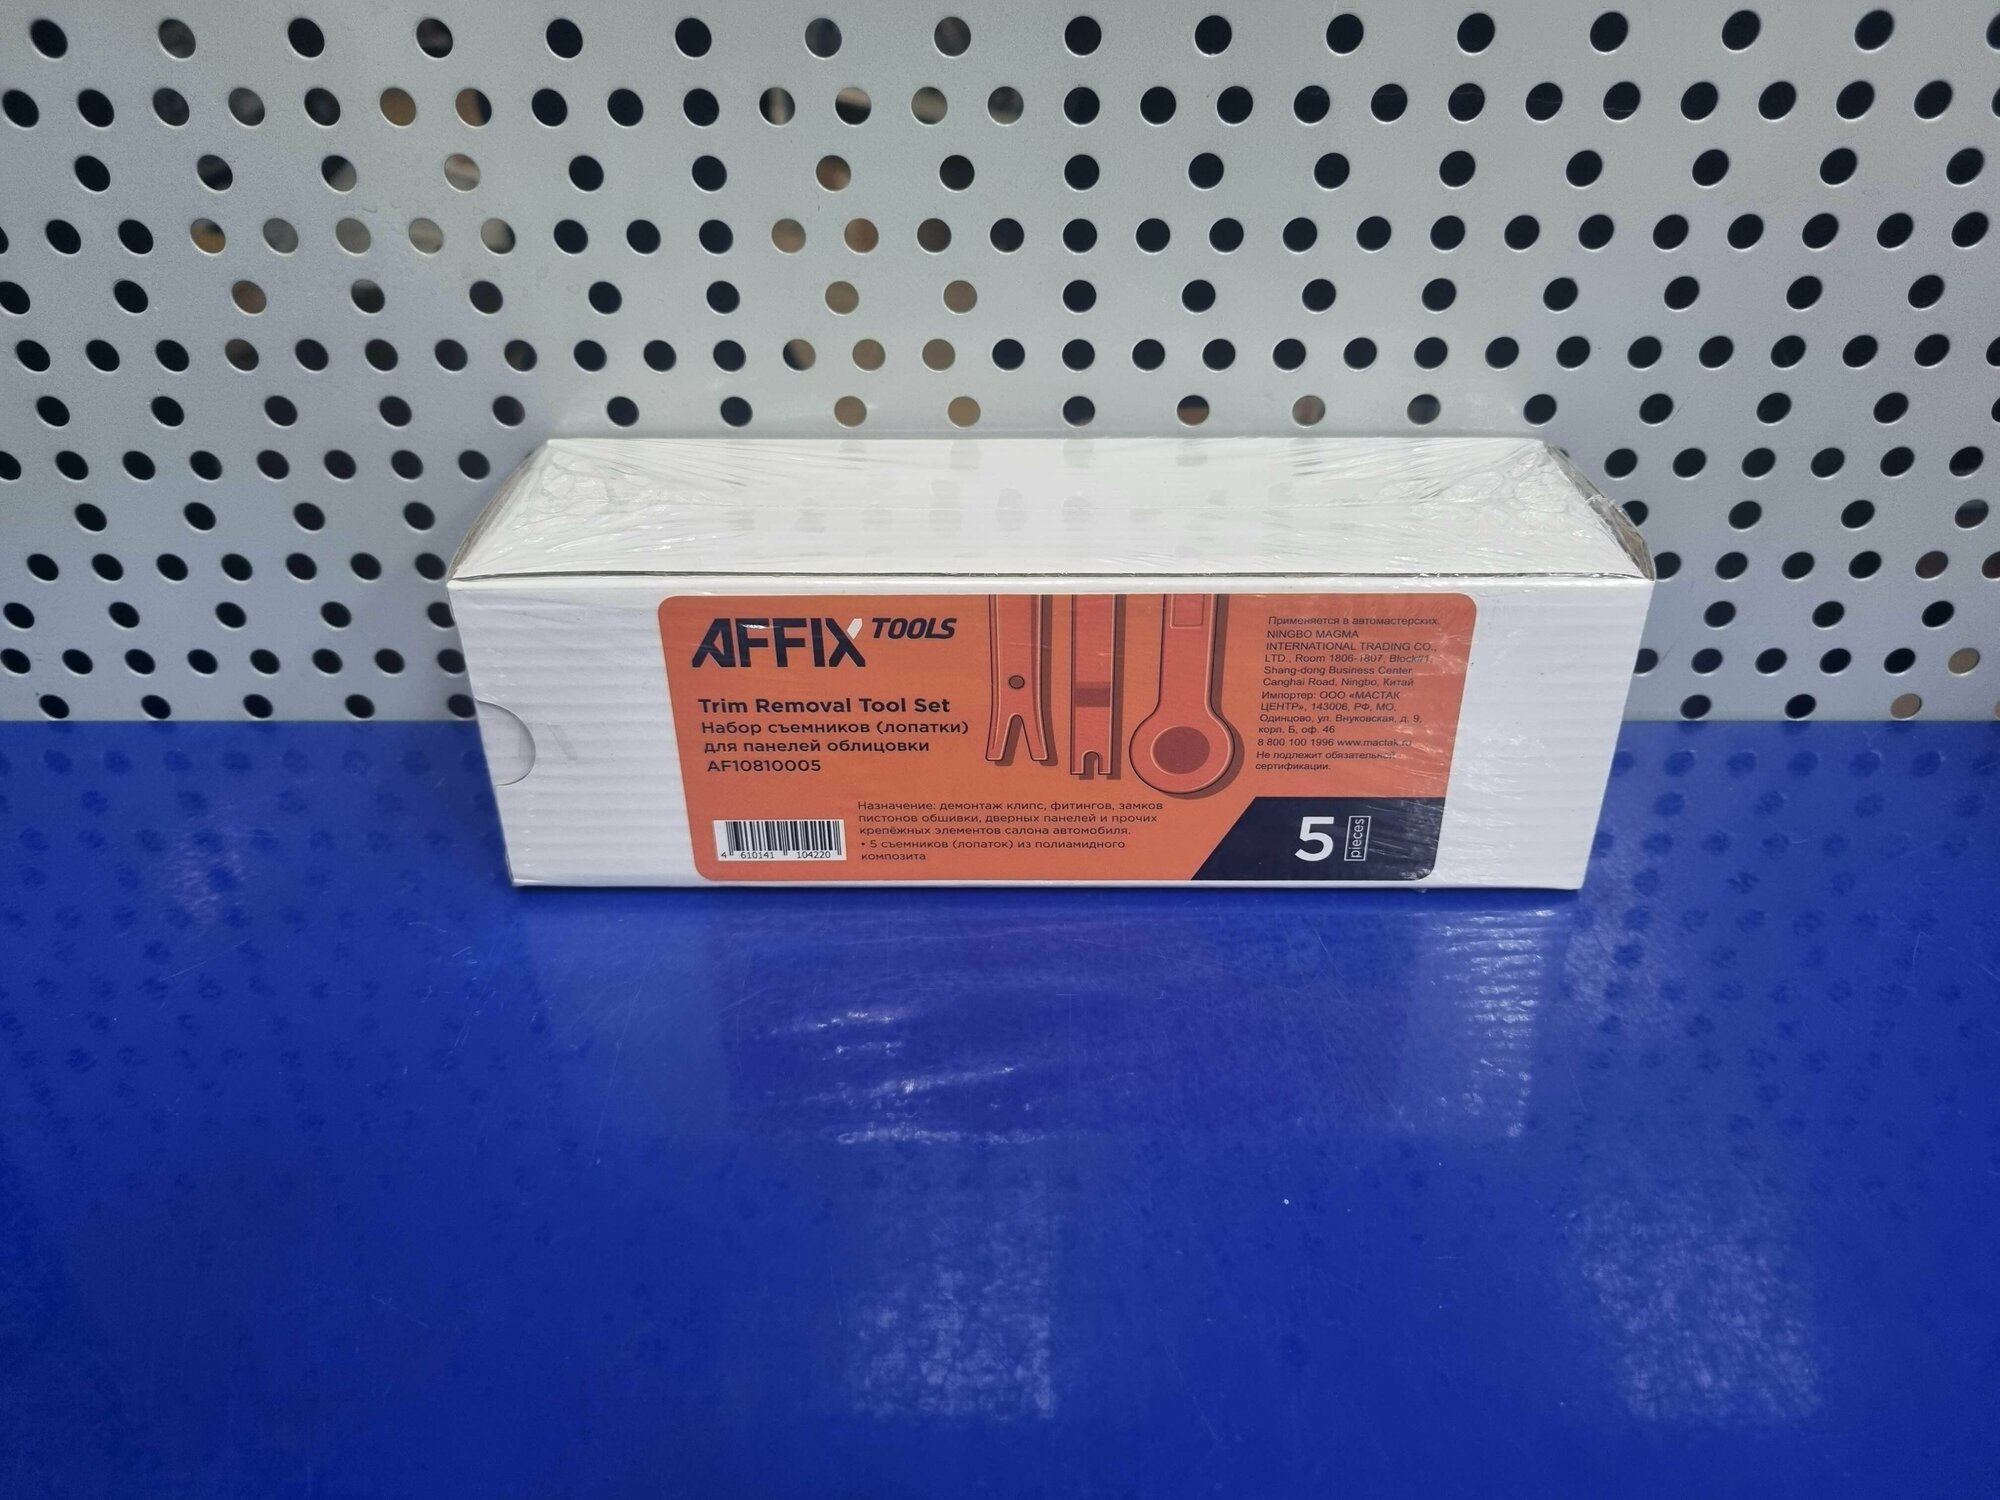 AFFIX TOOLS
Trim Removal Tool Set
Набор съемников (лопатки)
для панелей облицовки
AF10810005
Назначение: демонтаж клипс, фитингов, замков
пистонов обшивки, дверных панелей и прочих
крепёжных элементов салона автомобиля.
• 5 съемников (лопаток) из полиамидного
композита
4 610141 104220
Применяется в автомастерских.
NINGBO MAGMA
INTERNATIONAL TRADING CO.,
LTD., Room 1806-1807, Block#1,
Shang-dong Business Center
Canghai Road, Ningbo, Китай
Импортер: ООО «МАСТАК
ЦЕНТР», 143006, РФ, МО,
Одинцово, ул. Внуковская, д. 9,
корп. Б, оф. 46
8 800 100 1996 www.mactak.ru
Не подлежит обязательной
сертификации.
5 pieces